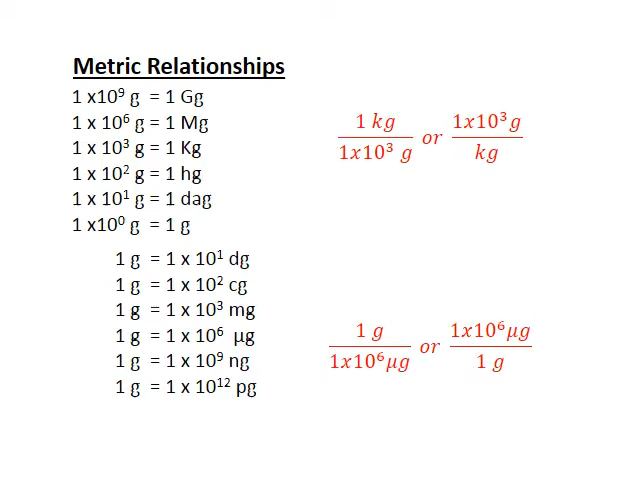 Metric Relationships
1 x10⁹ g = 1 Gg
1 x 10⁶ g = 1 Mg
1 x 10³ g = 1 Kg
1 x 10² g = 1 hg
1 x 10¹ g = 1 dag
1 x10⁰ g = 1 g
1 g = 1 x 10¹ dg
1 g = 1 x 10² cg
1 g = 1 x 10³ mg
1 g = 1 x 10⁶ µg
1 g = 1 x 10⁹ ng
1 g = 1 x 10¹² pg
1 kg / 1x10³ g or 1x10³g / kg
1 g / 1x10⁶µg or 1x10⁶µg / 1 g